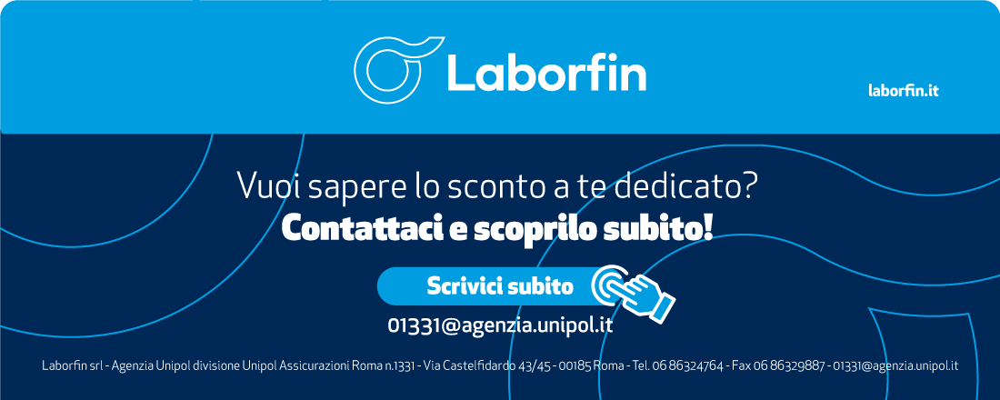 Laborfin
laborfin.it
Vuoi sapere lo sconto a te dedicato?
Contattaci e scoprilo subito!
Scrivici subito
01331@agenzia.unipol.it
Laborfin srl - Agenzia Unipol divisione Unipol Assicurazioni Roma n.1331 - Via Castelfidardo 43/45 - 00185 Roma - Tel. 06 86324764 - Fax 06 86329887 - 01331@agenzia.unipol.it